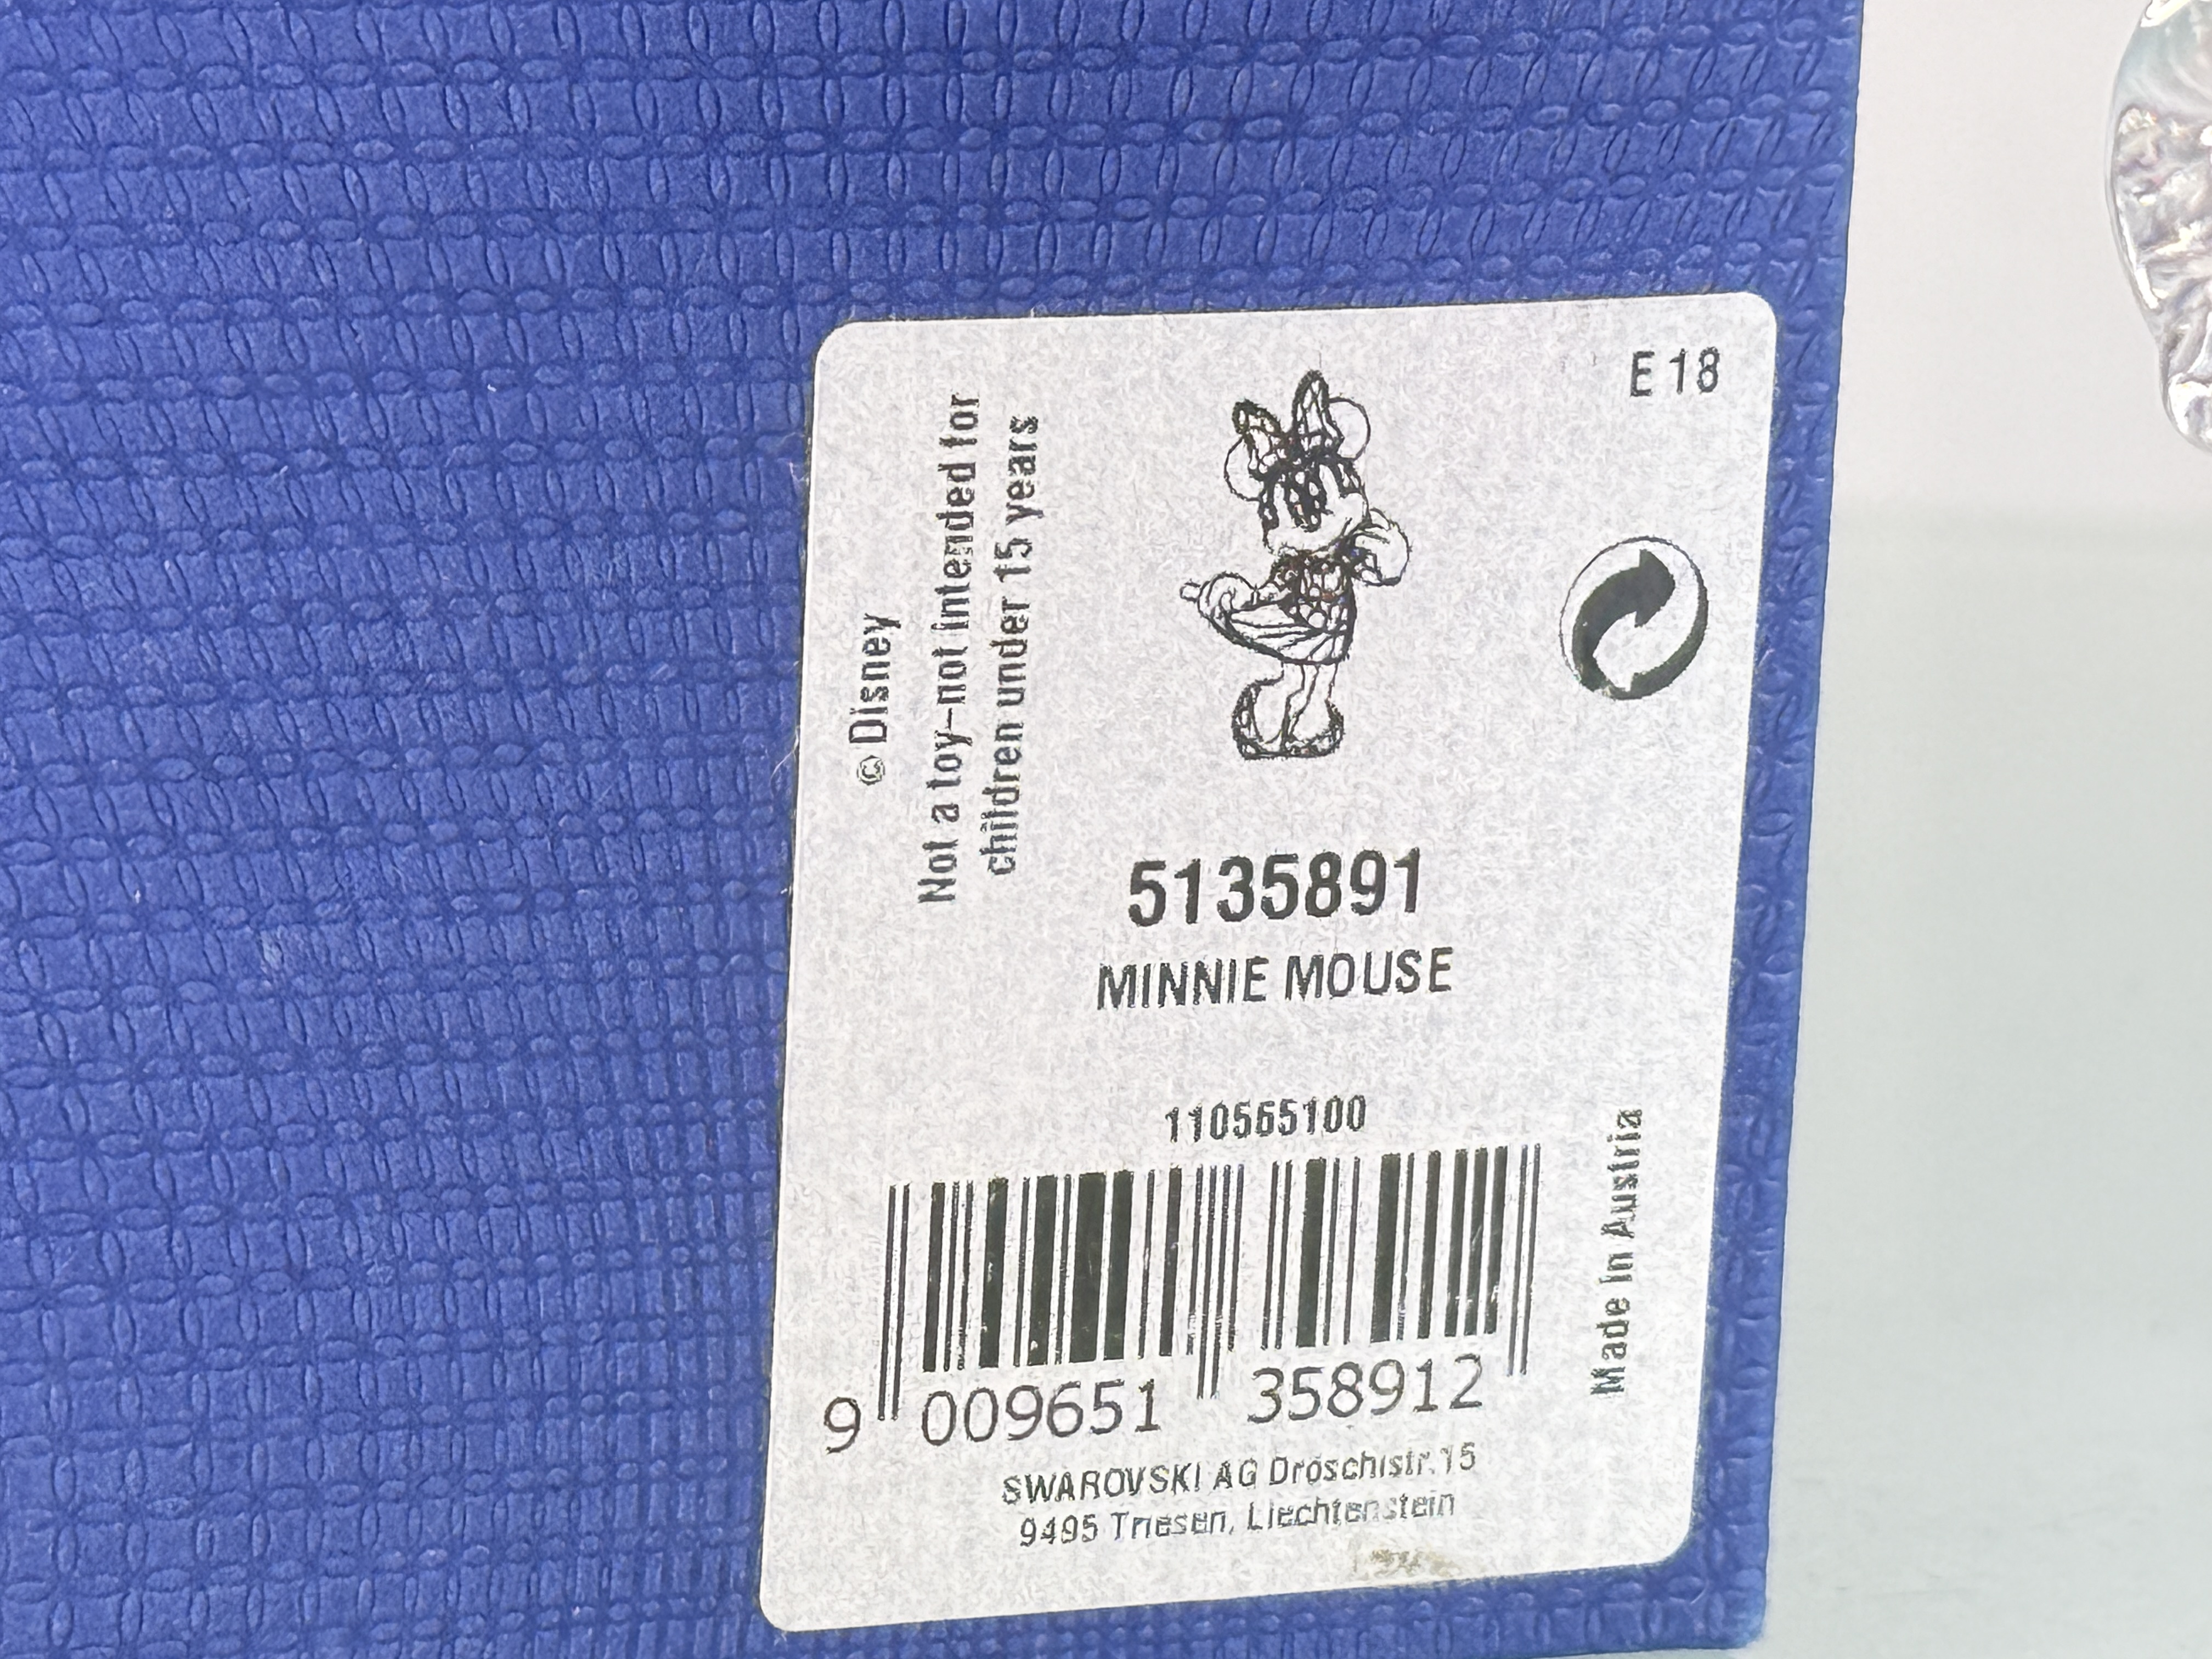 E 18
© Disney
Not a toy–not intended for
children under 15 years
5135891
MINNIE MOUSE
110565100
9 009651 358912
Made in Austria
SWAROVSKI AG Dröschistr. 15
9495 Triesen, Liechtenstein